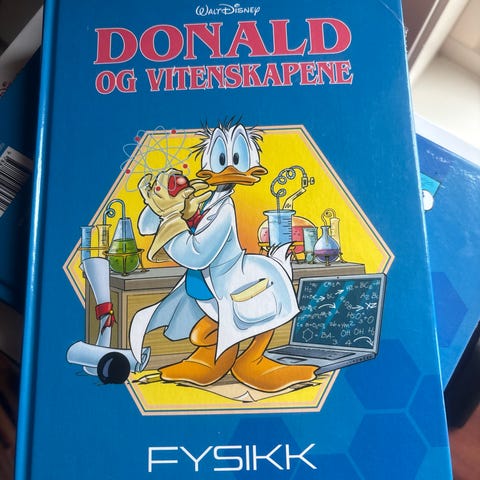 Walt Disney
DONALD
OG VITENSKAPENE
FYSIKK